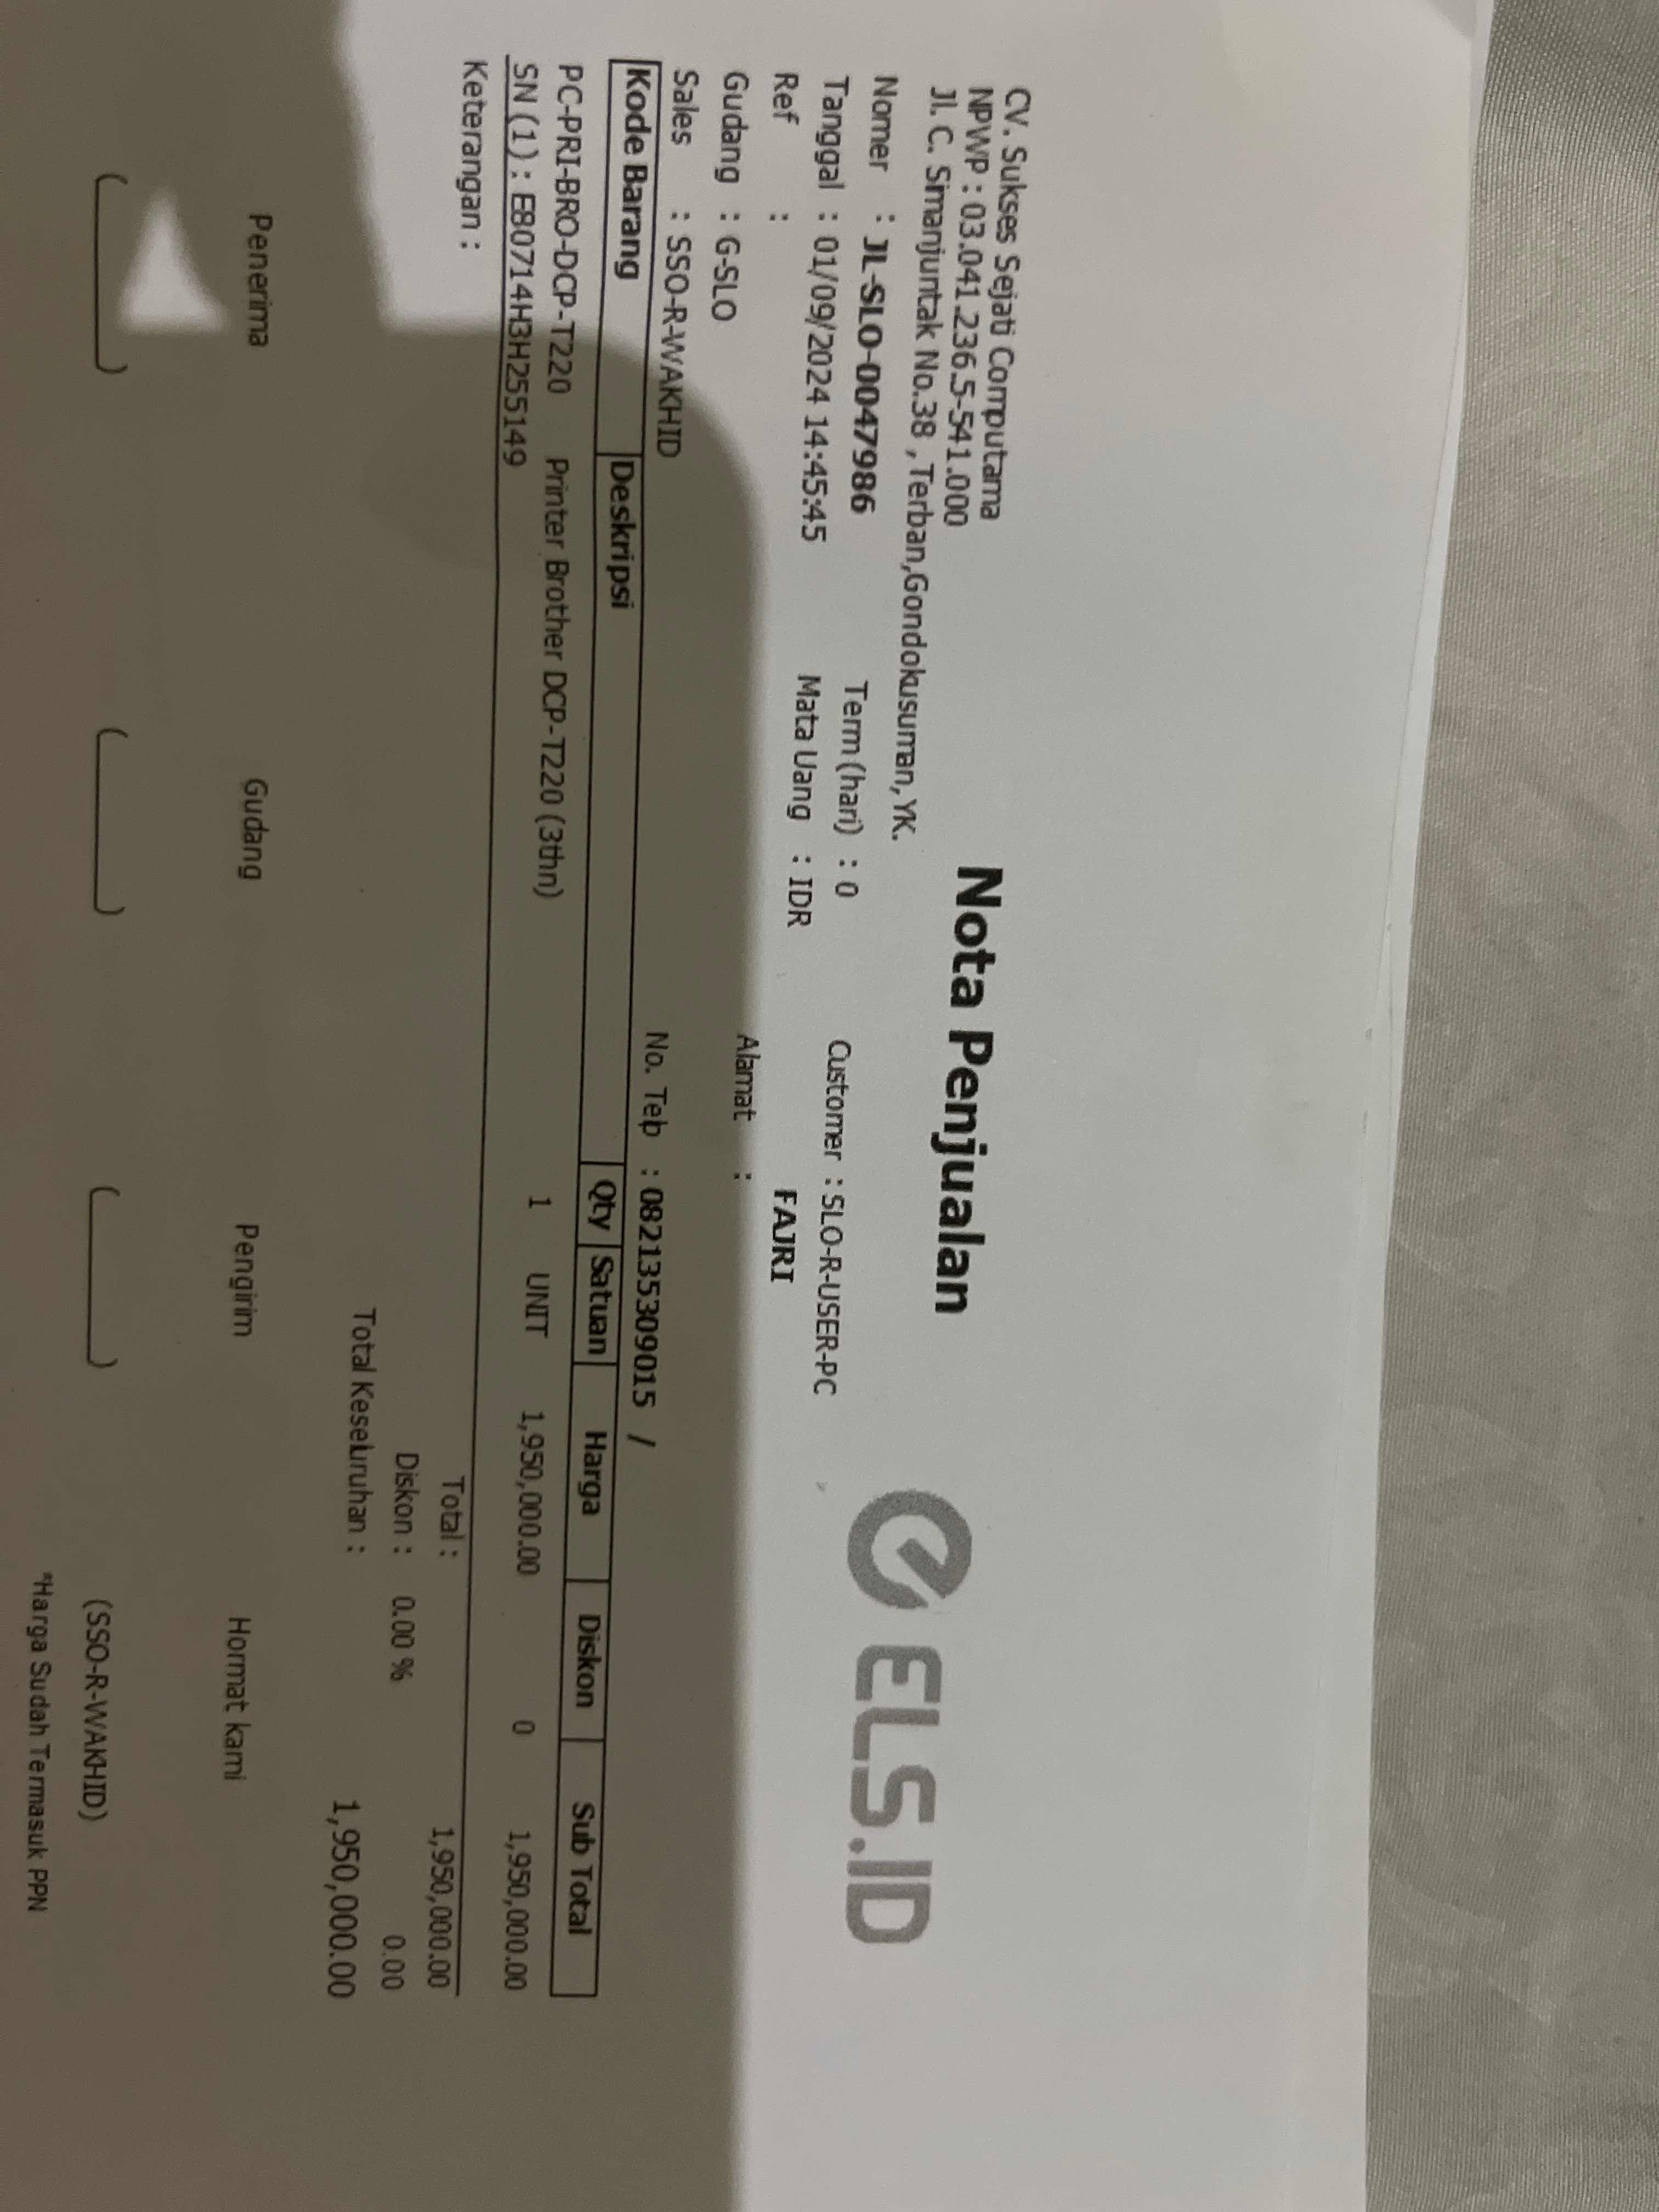 CV. Sukses Sejati Computama
NPWP : 03.041.236.5-541.000
Jl. C. Simanjuntak No.38 ,Terban,Gondokusuman, YK.
Nota Penjualan
ELS.ID
Nomer : JL-SLO-0047986
Term (hari) : 0
Customer : SLO-R-USER-PC
Tanggal : 01/09/2024 14:45:45
Mata Uang : IDR
FAJRI
Ref :
Gudang : G-SLO
Alamat :
Sales : SSO-R-WAKHID
No. Telp : 082135309015 /
Kode Barang Deskripsi Qty Satuan Harga Diskon Sub Total
PC-PRI-BRO-DCP-T220 Printer Brother DCP-T220 (3thn) 1 UNIT 1,950,000.00 0 1,950,000.00
SN (1) : E80714H3H255149
Keterangan :
Total : 1,950,000.00
Diskon : 0.00 % 0.00
Total Keseluruhan : 1,950,000.00
Penerima Gudang Pengirim Hormat kami
( ) ( ) ( ) (SSO-R-WAKHID)
*Harga Sudah Termasuk PPN